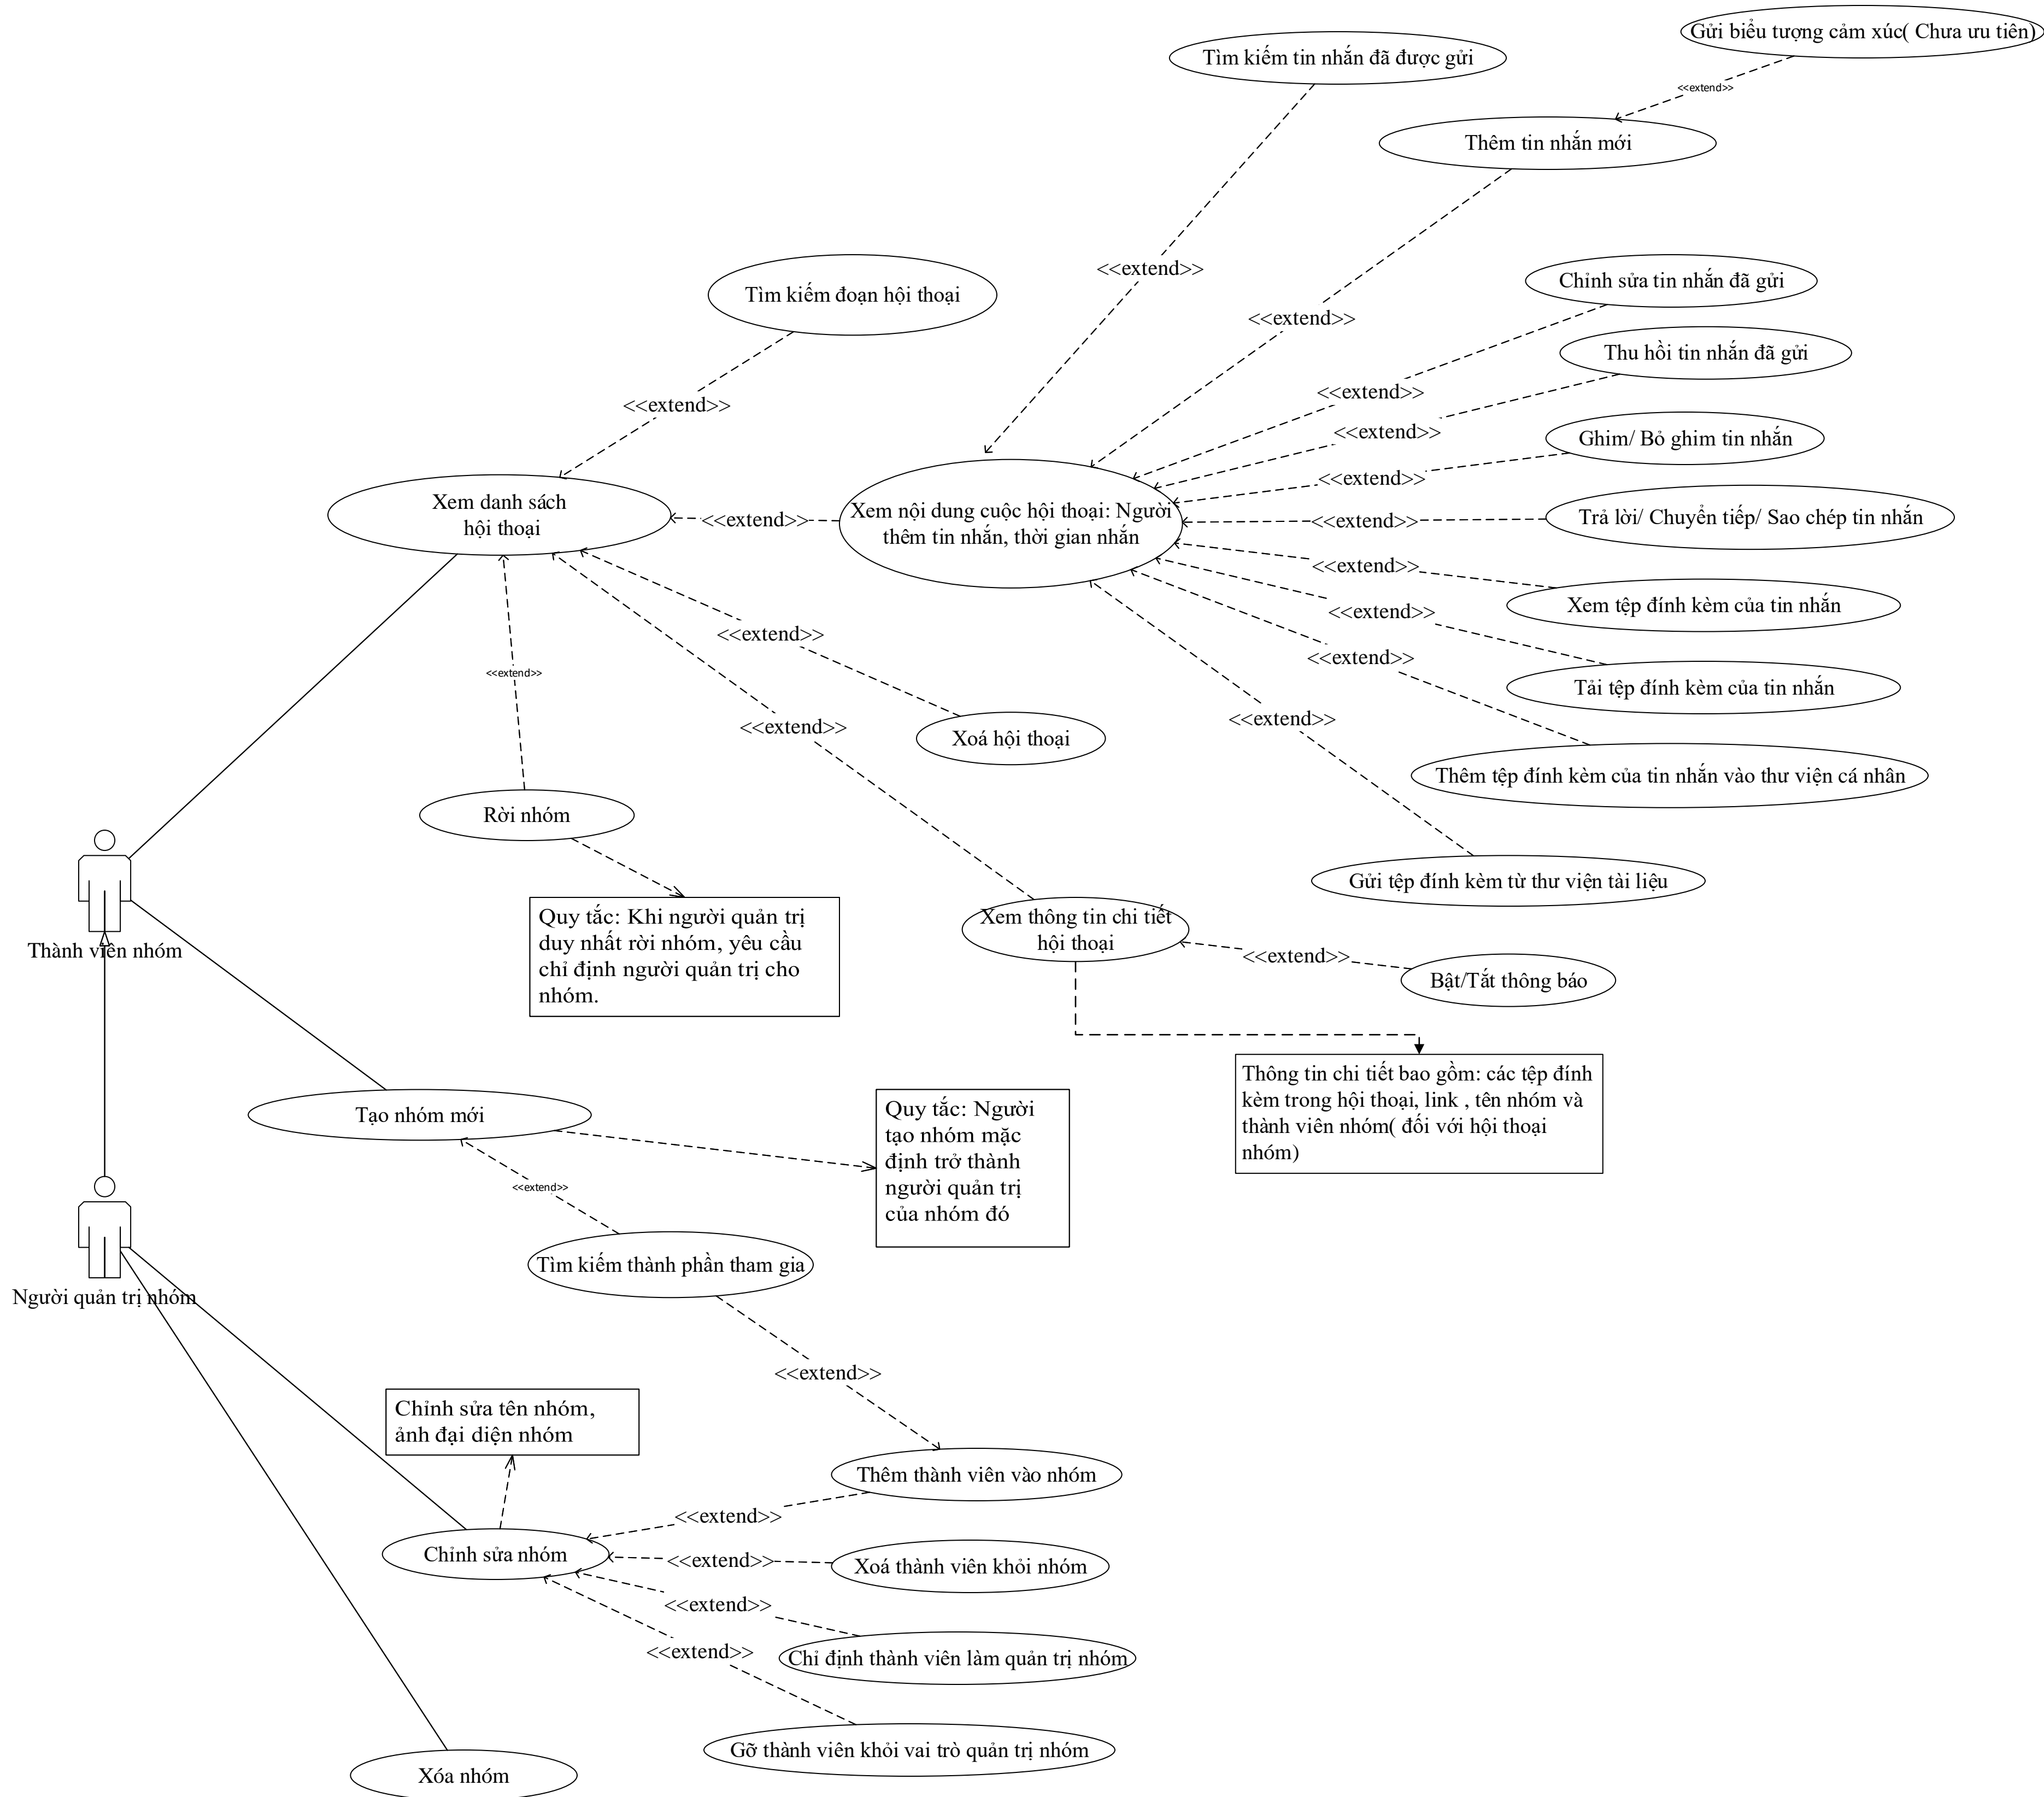 Gửi biểu tượng cảm xúc( Chưa ưu tiên)
Tìm kiếm tin nhắn đã được gửi
<<extend>>
Thêm tin nhắn mới
<<extend>>
Chỉnh sửa tin nhắn đã gửi
Tìm kiếm đoạn hội thoại
<<extend>>
Thu hồi tin nhắn đã gửi
<<extend>>
<<extend>>
<<extend>>
Ghim/ Bỏ ghim tin nhắn
<<extend>>
Xem danh sách
hội thoại
<<extend>>
Xem nội dung cuộc hội thoại: Người
thêm tin nhắn, thời gian nhắn
<<extend>>
Trả lời/ Chuyển tiếp/ Sao chép tin nhắn
<<extend>>
Xem tệp đính kèm của tin nhắn
<<extend>>
<<extend>>
<<extend>>
<<extend>>
Tải tệp đính kèm của tin nhắn
<<extend>>
<<extend>>
Xoá hội thoại
Thêm tệp đính kèm của tin nhắn vào thư viện cá nhân
Rời nhóm
Gửi tệp đính kèm từ thư viện tài liệu
Quy tắc: Khi người quản trị
duy nhất rời nhóm, yêu cầu
chỉ định người quản trị cho
nhóm.
Xem thông tin chi tiết
hội thoại
Thành viên nhóm
<<extend>>
Bật/Tắt thông báo
Thông tin chi tiết bao gồm: các tệp đính
kèm trong hội thoại, link , tên nhóm và
thành viên nhóm( đối với hội thoại
nhóm)
Tạo nhóm mới
Quy tắc: Người
tạo nhóm mặc
định trở thành
người quản trị
của nhóm đó
<<extend>>
Tìm kiếm thành phần tham gia
Người quản trị nhóm
<<extend>>
Chỉnh sửa tên nhóm,
ảnh đại diện nhóm
Thêm thành viên vào nhóm
<<extend>>
Chỉnh sửa nhóm
<<extend>>
Xoá thành viên khỏi nhóm
<<extend>>
<<extend>>
Chỉ định thành viên làm quản trị nhóm
Gỡ thành viên khỏi vai trò quản trị nhóm
Xóa nhóm